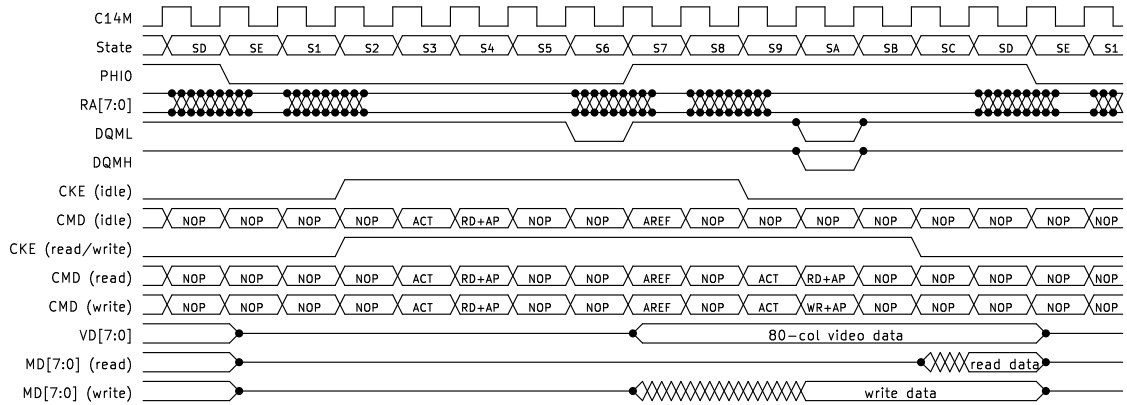 C14M
State SD SE S1 S2 S3 S4 S5 S6 S7 S8 S9 SA SB SC SD SE S1
PHI0
RA[7:0]
DQML
DQMH
CKE (idle)
CMD (idle) NOP NOP NOP NOP ACT RD+AP NOP NOP AREF NOP NOP NOP NOP NOP NOP NOP NOP
CKE (read/write)
CMD (read) NOP NOP NOP NOP ACT RD+AP NOP NOP AREF NOP ACT RD+AP NOP NOP NOP NOP NOP
CMD (write) NOP NOP NOP NOP ACT RD+AP NOP NOP AREF NOP ACT WR+AP NOP NOP NOP NOP NOP
VD[7:0] 80-col video data
MD[7:0] (read) read data
MD[7:0] (write) write data